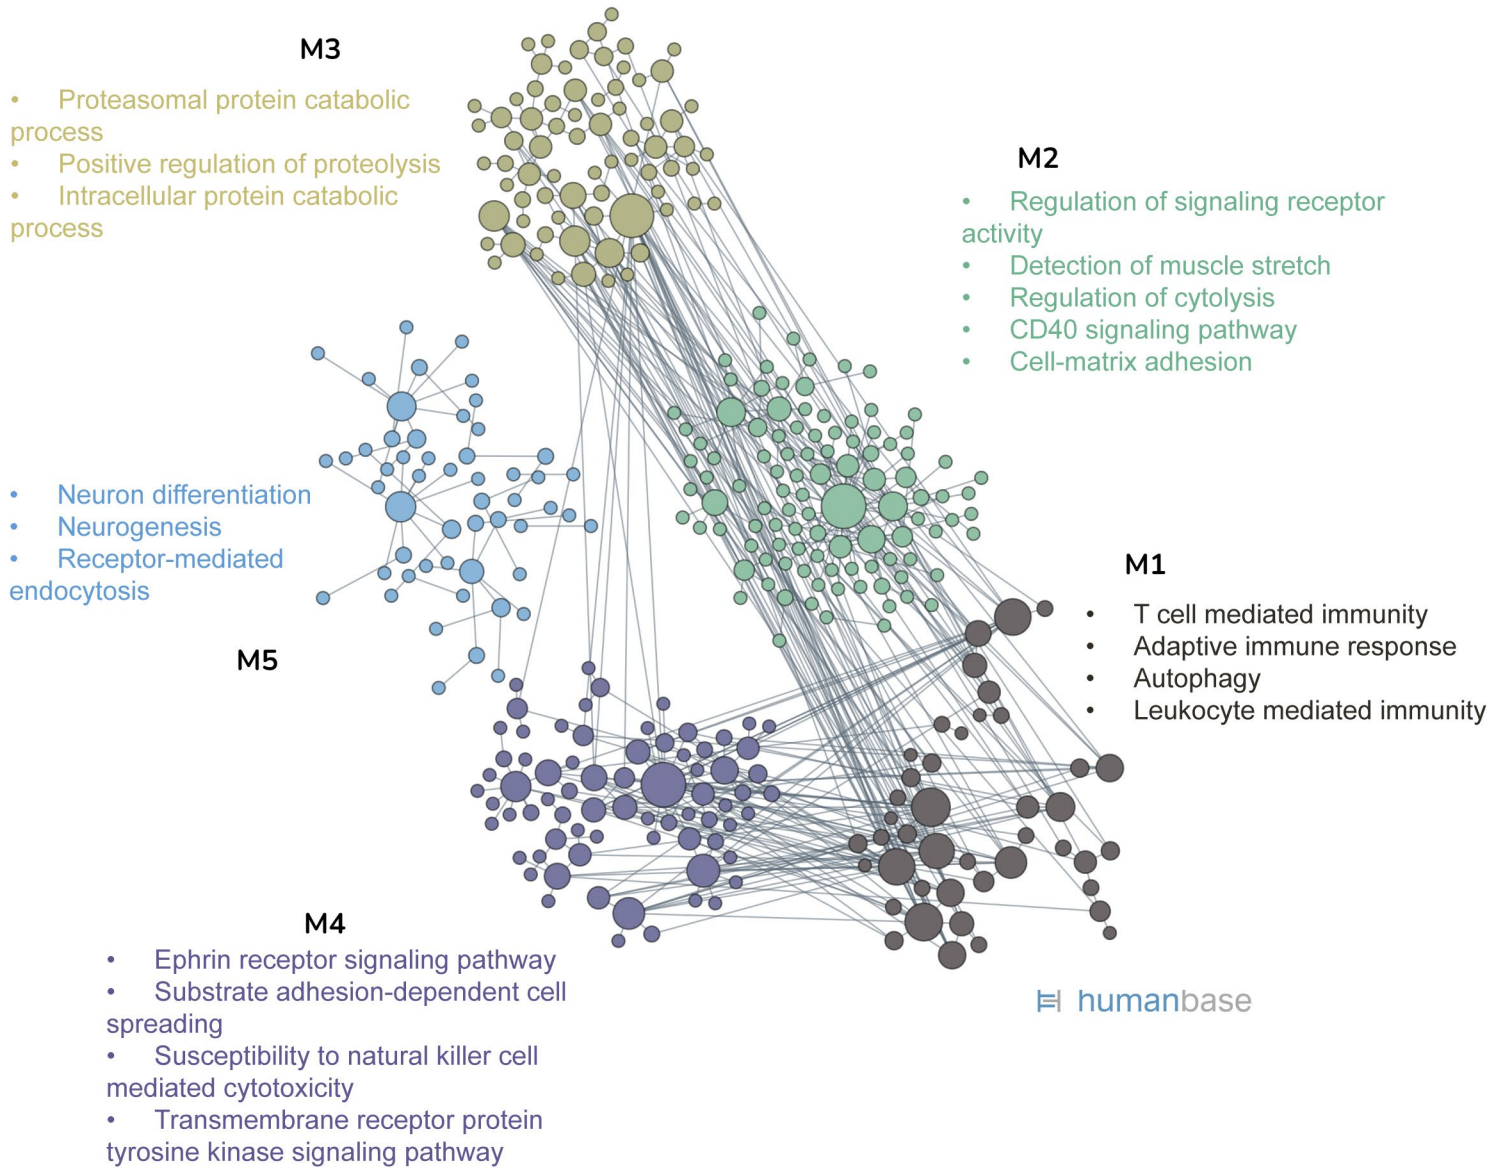 M3
• Proteasomal protein catabolic
process
• Positive regulation of proteolysis
• Intracellular protein catabolic
process
M2
• Regulation of signaling receptor
activity
• Detection of muscle stretch
• Regulation of cytolysis
• CD40 signaling pathway
• Cell-matrix adhesion
• Neuron differentiation
• Neurogenesis
• Receptor-mediated
endocytosis
M5
M1
• T cell mediated immunity
• Adaptive immune response
• Autophagy
• Leukocyte mediated immunity
M4
• Ephrin receptor signaling pathway
• Substrate adhesion-dependent cell
spreading
• Susceptibility to natural killer cell
mediated cytotoxicity
• Transmembrane receptor protein
tyrosine kinase signaling pathway
humanbase